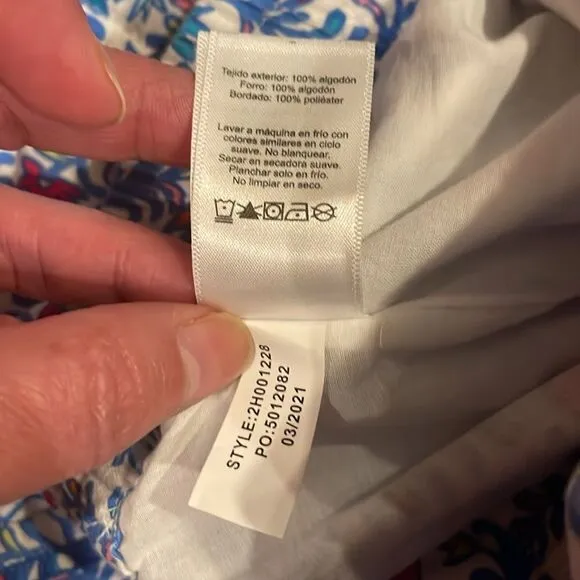 Tejido exterior: 100% algodón
Forro: 100% algodón
Bordado: 100% poliéster
Lavar a máquina en frío con
colores similares en ciclo
suave. No blanquear.
Secar en secadora suave.
Planchar solo en frío.
No limpiar en seco.
STYLE:2H001228
PO:5012082
03/2021